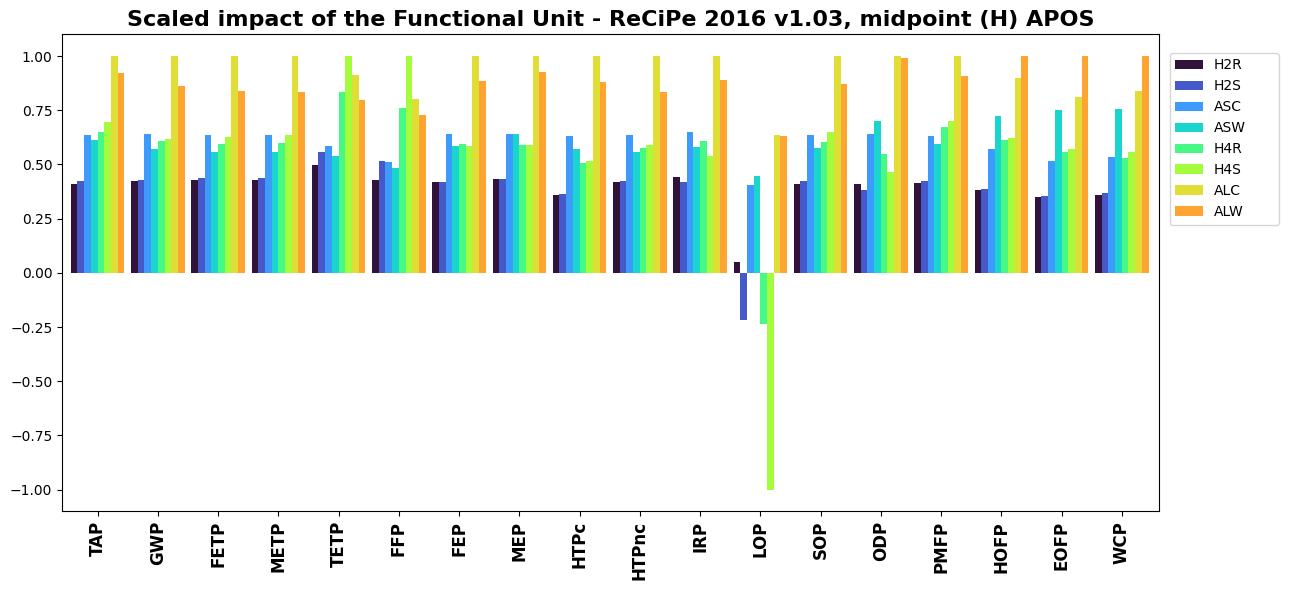 Scaled impact of the Functional Unit - ReCiPe 2016 v1.03, midpoint (H) APOS
1.00
0.75
0.50
0.25
0.00
−0.25
−0.50
−0.75
−1.00
TAP
GWP
FETP
METP
TETP
FFP
FEP
MEP
HTPc
HTPnc
IRP
LOP
SOP
ODP
PMFP
HOFP
EOFP
WCP
H2R
H2S
ASC
ASW
H4R
H4S
ALC
ALW